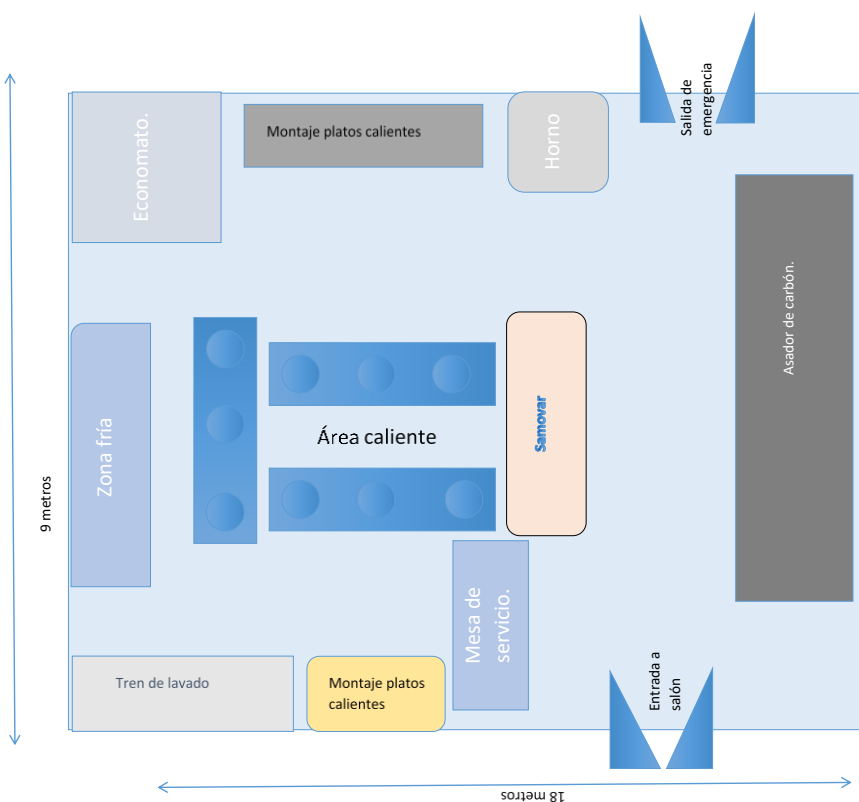 Salida de
emergencia
Montaje platos calientes
Horno
Economato.
Asador de carbón.
Samovar
Área caliente
Zona fría
9 metros
Mesa de
servicio.
Tren de lavado
Montaje platos
calientes
Entrada a
salón
18 metros